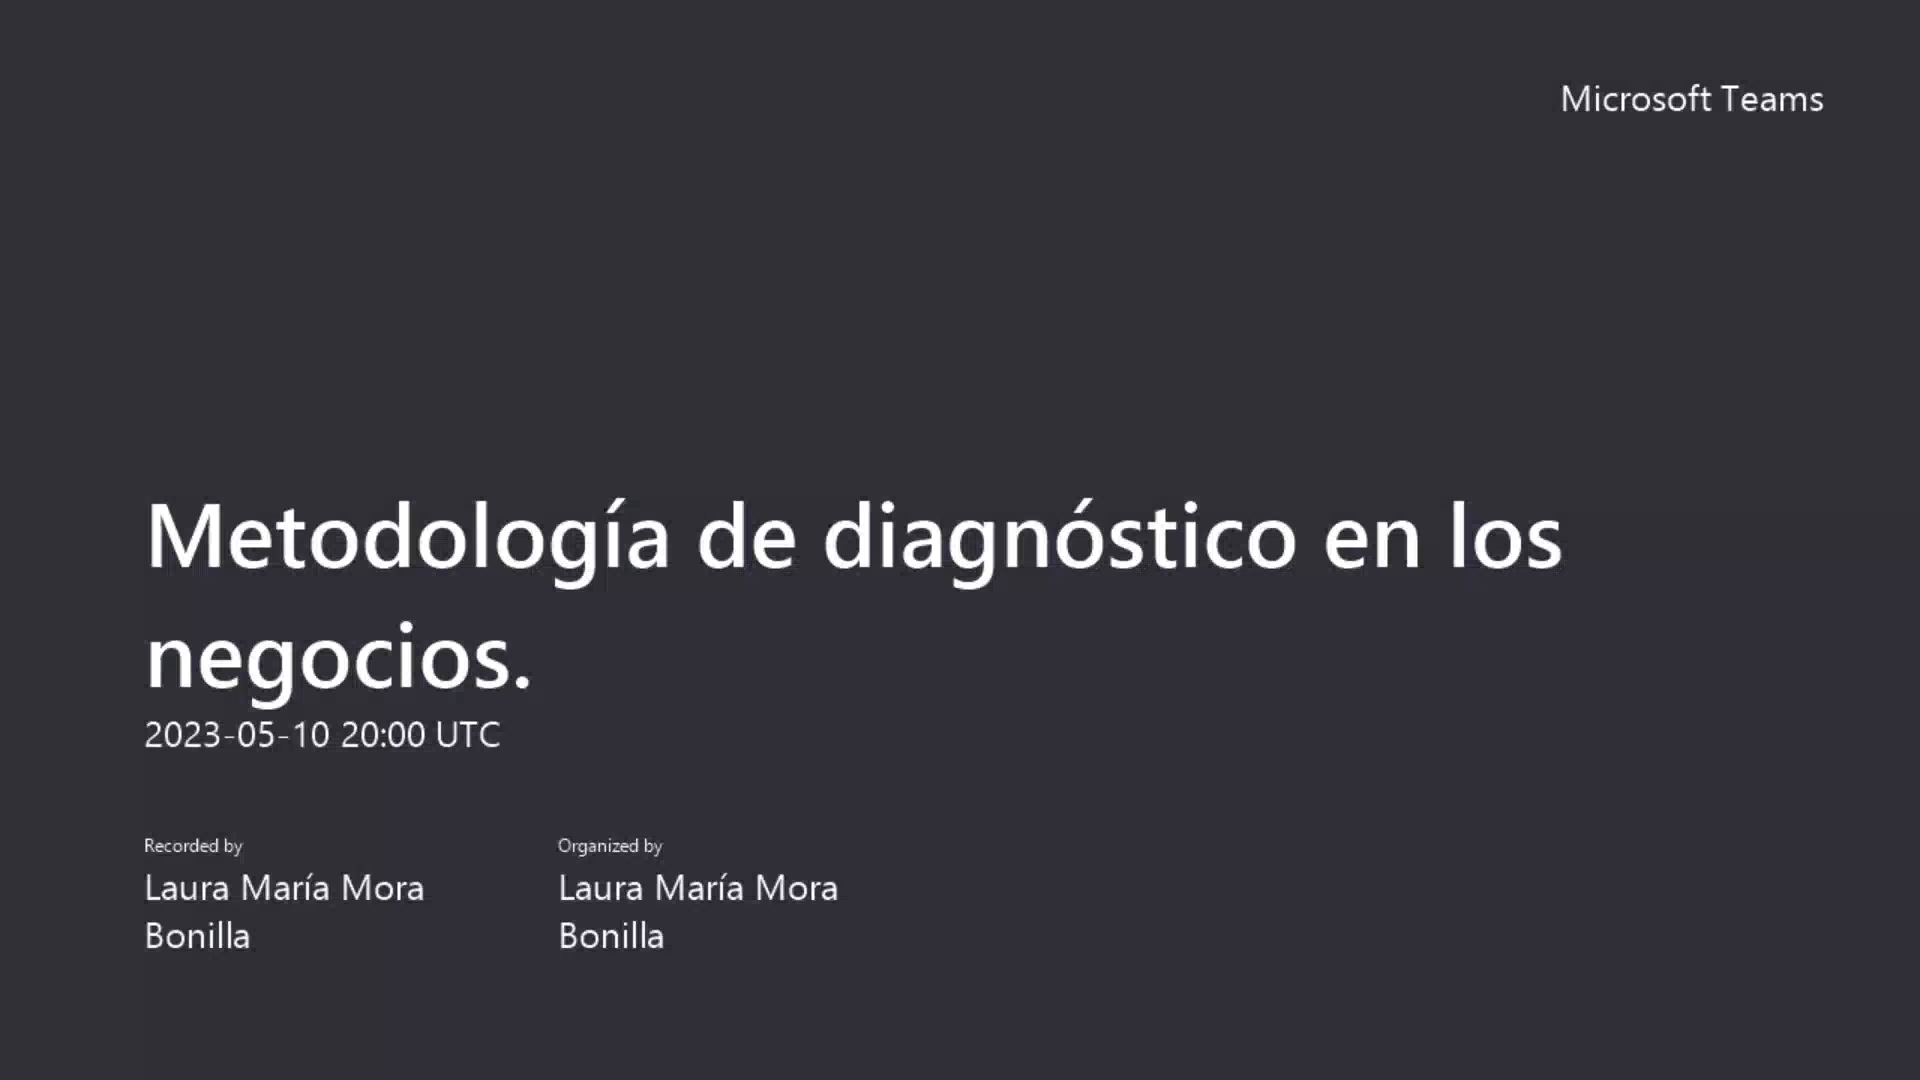 Microsoft Teams
Metodología de diagnóstico en los
negocios.
2023-05-10 20:00 UTC
Recorded by
Laura María Mora
Bonilla
Organized by
Laura María Mora
Bonilla